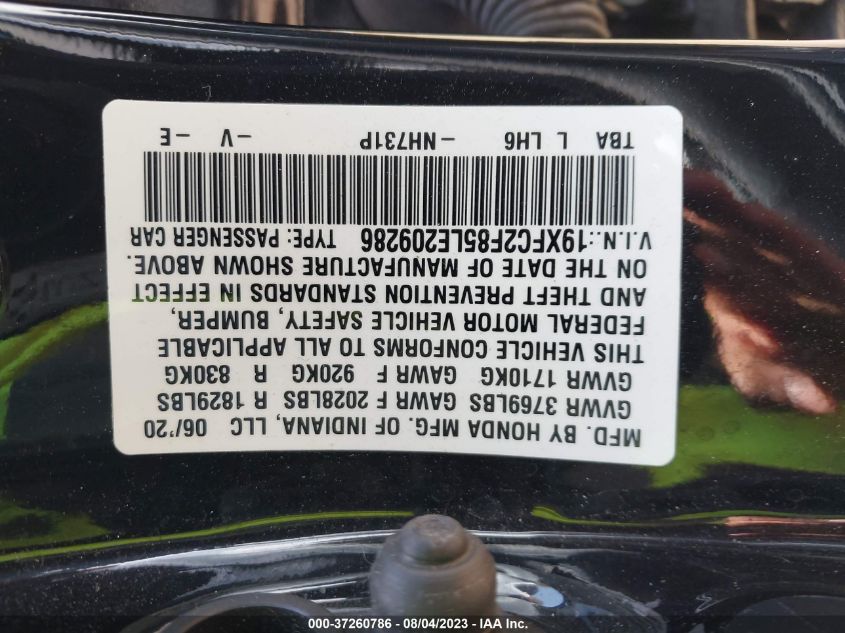 MFD. BY HONDA MFG. OF INDIANA, LLC 06/'20
GVWR 3769LBS GAWR F 2028LBS R 1829LBS
GVWR 1710KG GAWR F 920KG R 830KG
THIS VEHICLE CONFORMS TO ALL APPLICABLE
FEDERAL MOTOR VEHICLE SAFETY, BUMPER,
AND THEFT PREVENTION STANDARDS IN EFFECT
ON THE DATE OF MANUFACTURE SHOWN ABOVE.
V.I.N.:19XFC2F85LE209286 TYPE: PASSENGER CAR
TBA L LH6 -NH731P -V -E
000-37260786 - 08/04/2023 - IAA Inc.